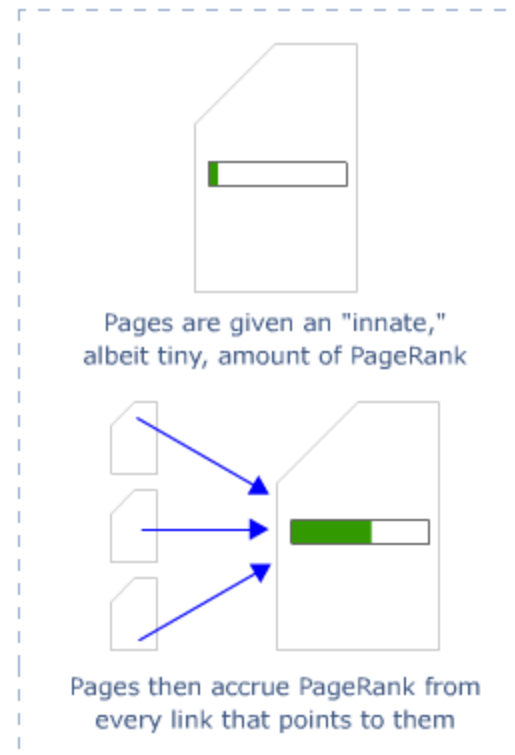 Pages are given an "innate,"
albeit tiny, amount of PageRank
Pages then accrue PageRank from
every link that points to them